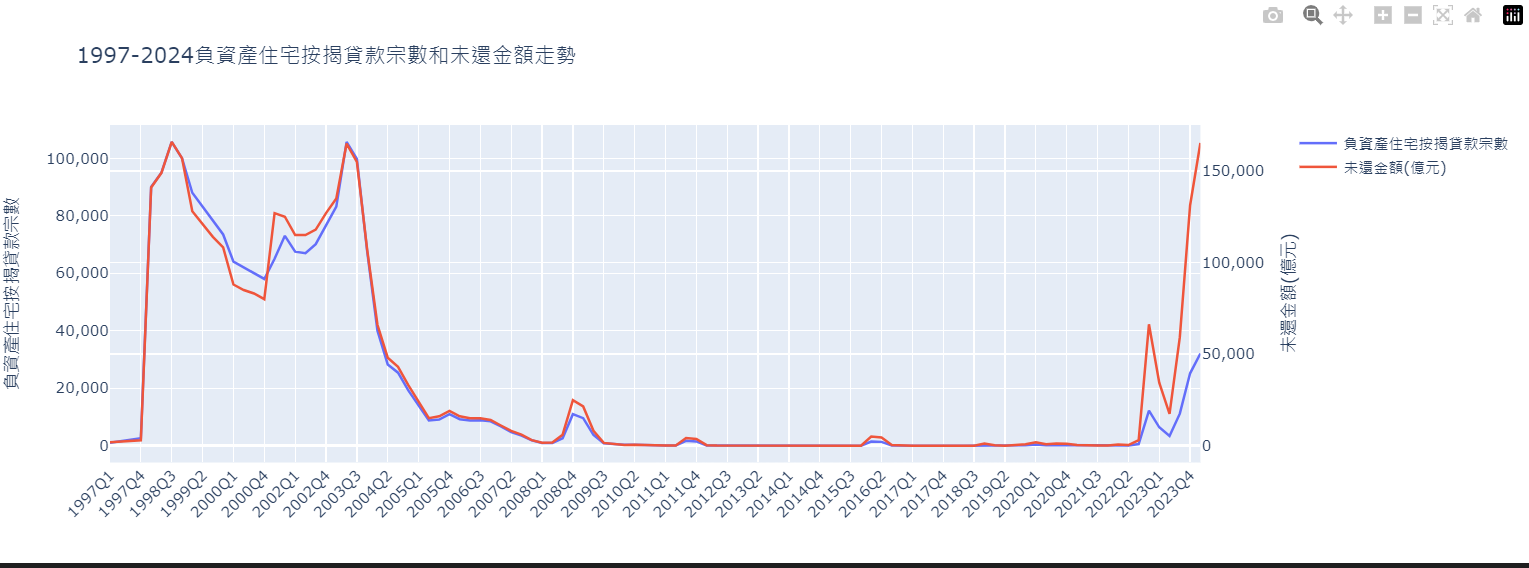 1997-2024負資產住宅按揭貸款宗數和未還金額走勢
負資產住宅按揭貸款宗數
未還金額(億元)
負資產住宅按揭貸款宗數
100,000
80,000
60,000
40,000
20,000
0
150,000
100,000
50,000
0
未還金額(億元)
1997Q1
1997Q4
1998Q3
1999Q2
2000Q1
2000Q4
2002Q1
2002Q4
2003Q3
2004Q2
2005Q1
2005Q4
2006Q3
2007Q2
2008Q1
2008Q4
2009Q3
2010Q2
2011Q1
2011Q4
2012Q3
2013Q2
2014Q1
2014Q4
2015Q3
2016Q2
2017Q1
2017Q4
2018Q3
2019Q2
2020Q1
2020Q4
2021Q3
2022Q2
2023Q1
2023Q4